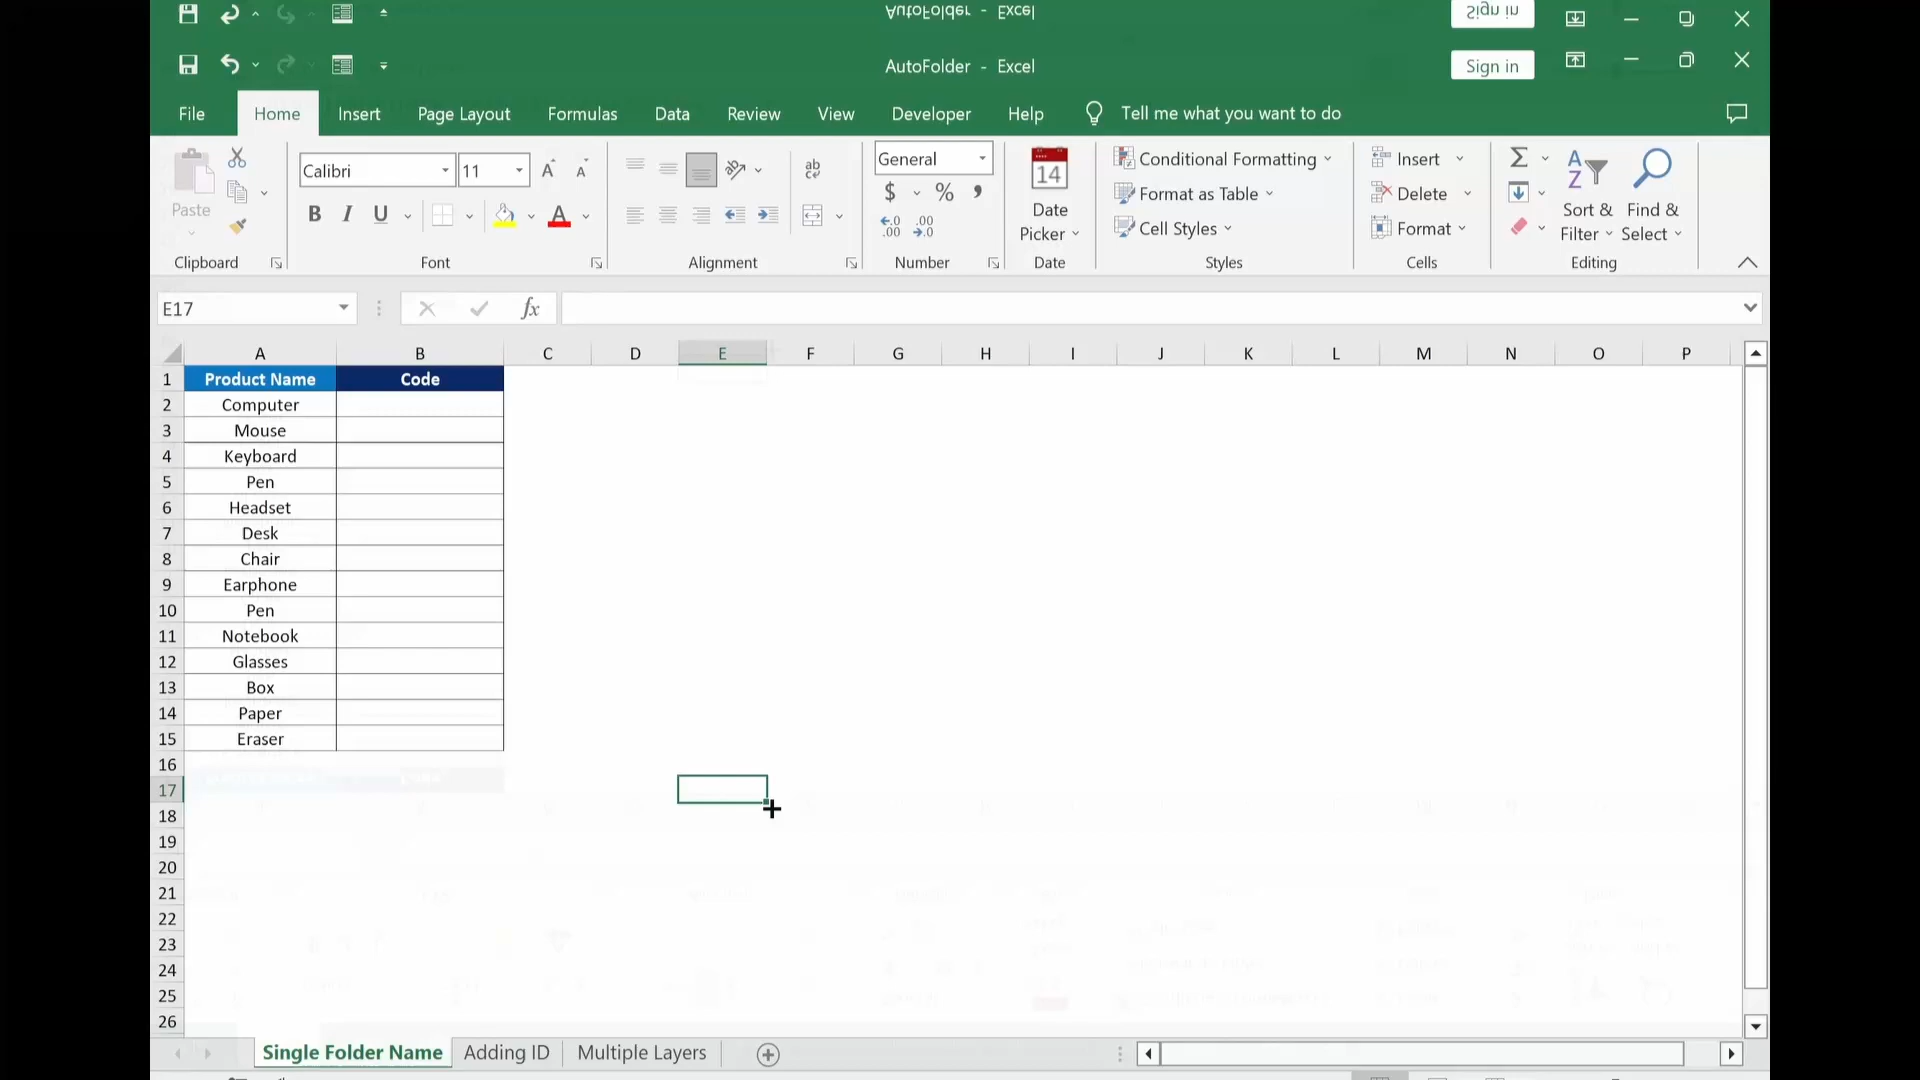 AutoFolder - Excel
Sign in
AutoFolder - Excel
Sign in
File Home Insert Page Layout Formulas Data Review View Developer Help Tell me what you want to do
Paste
Calibri
11
B I U
ab
General
$ % ,
14
Date
Picker
Conditional Formatting
Format as Table
Cell Styles
Insert
Delete
Format
Sort &
Filter
Find &
Select
Clipboard Font Alignment Number Date Styles Cells Editing
E17
fx
A B C D E F G H I J K L M N O P
1 Product Name Code
2 Computer
3 Mouse
4 Keyboard
5 Pen
6 Headset
7 Desk
8 Chair
9 Earphone
10 Pen
11 Notebook
12 Glasses
13 Box
14 Paper
15 Eraser
16
17
18
19
20
21
22
23
24
25
26
Single Folder Name Adding ID Multiple Layers